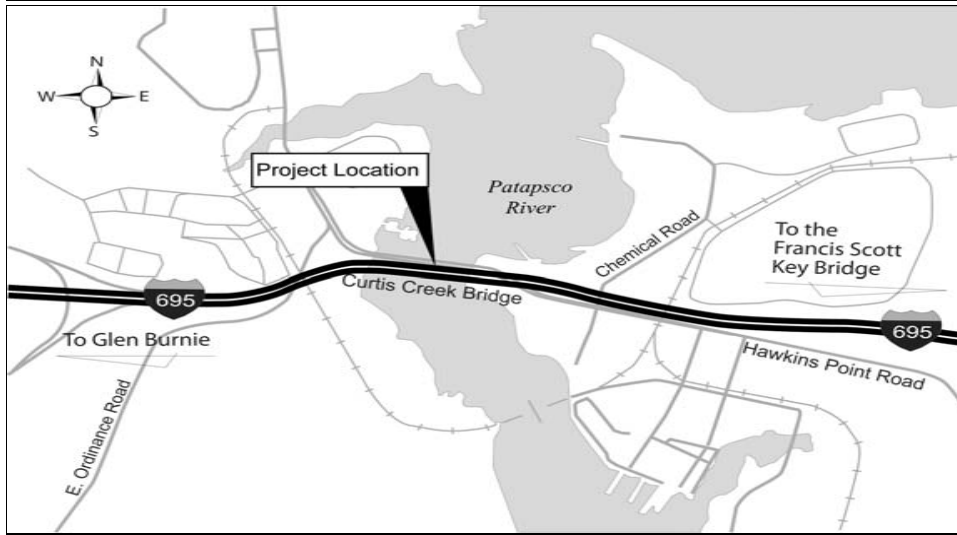 N
W
E
S
Project Location
Patapsco
River
Chemical Road
To the
Francis Scott
Key Bridge
Curtis Creek Bridge
695
695
To Glen Burnie
Hawkins Point Road
E. Ordinance Road